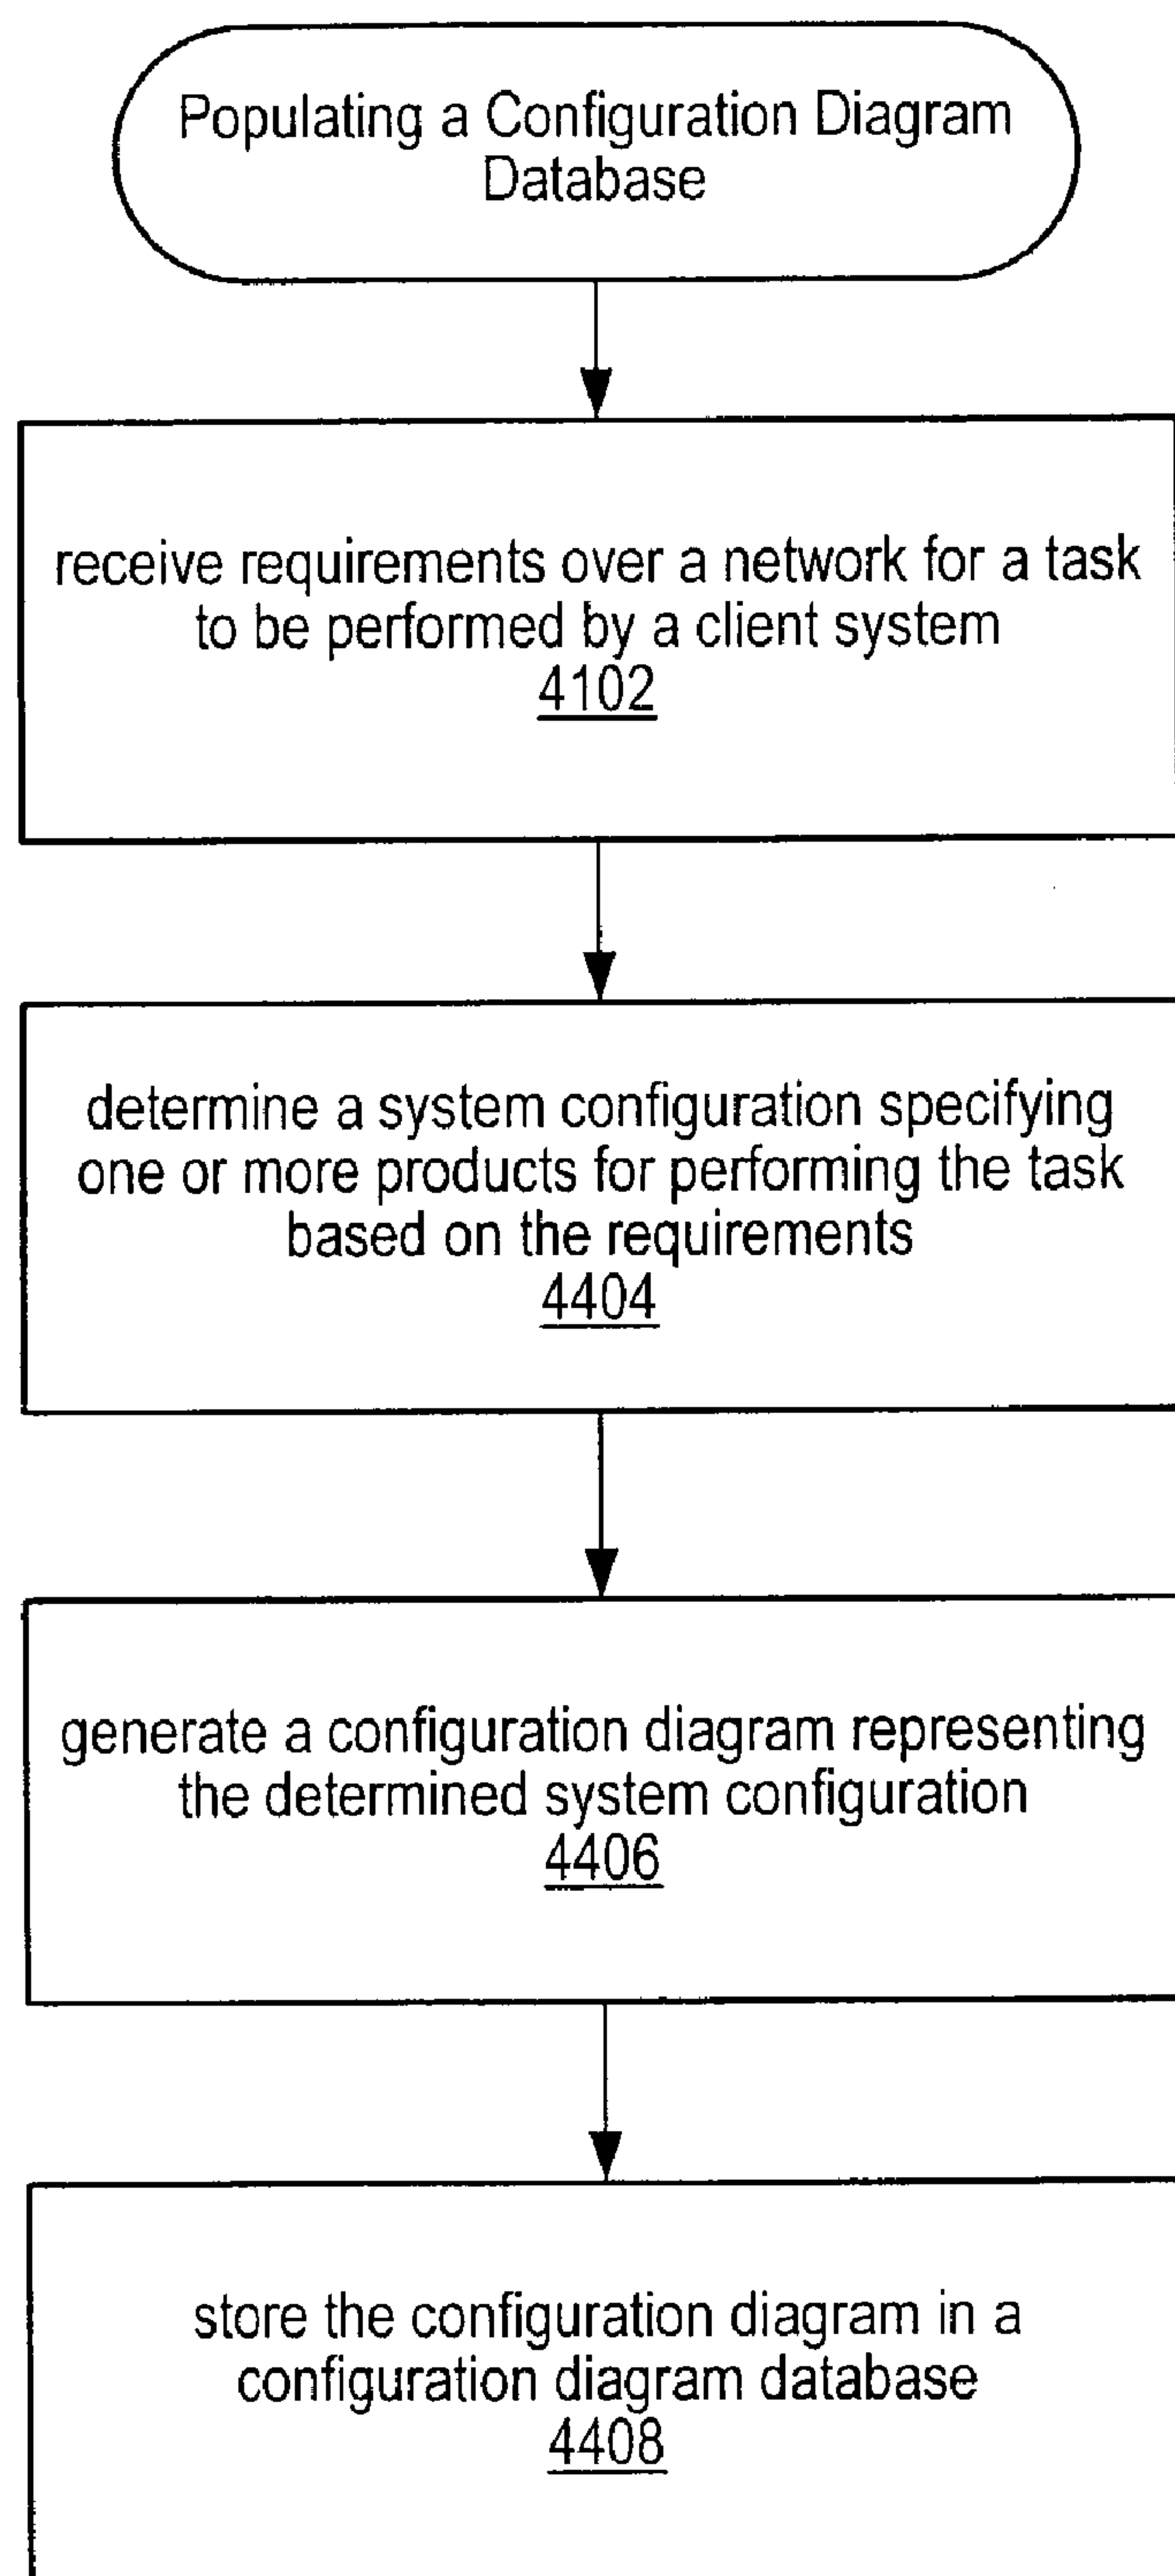 Populating a Configuration Diagram
Database
receive requirements over a network for a task
to be performed by a client system
4102
determine a system configuration specifying
one or more products for performing the task
based on the requirements
4404
generate a configuration diagram representing
the determined system configuration
4406
store the configuration diagram in a
configuration diagram database
4408